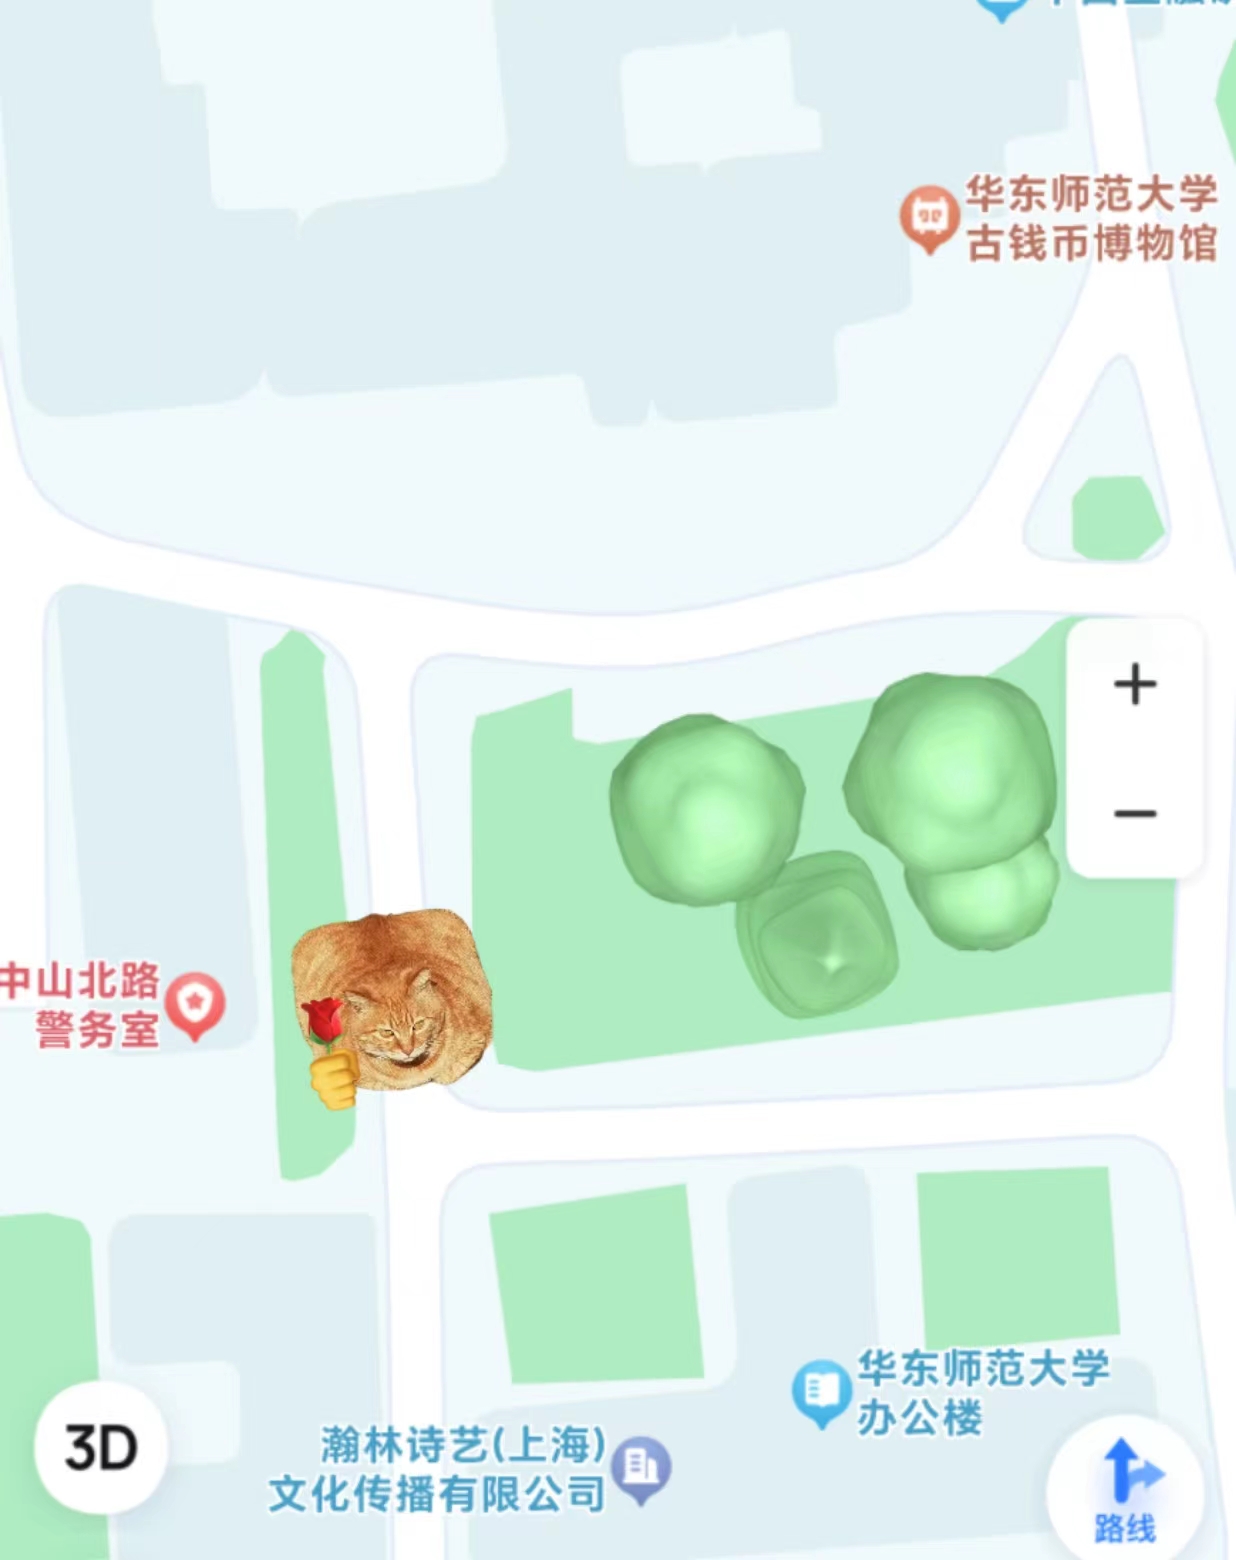 华东师范大学
古钱币博物馆
+
−
中山北路
警务室
华东师范大学
办公楼
3D
瀚林诗艺(上海)
文化传播有限公司
路线